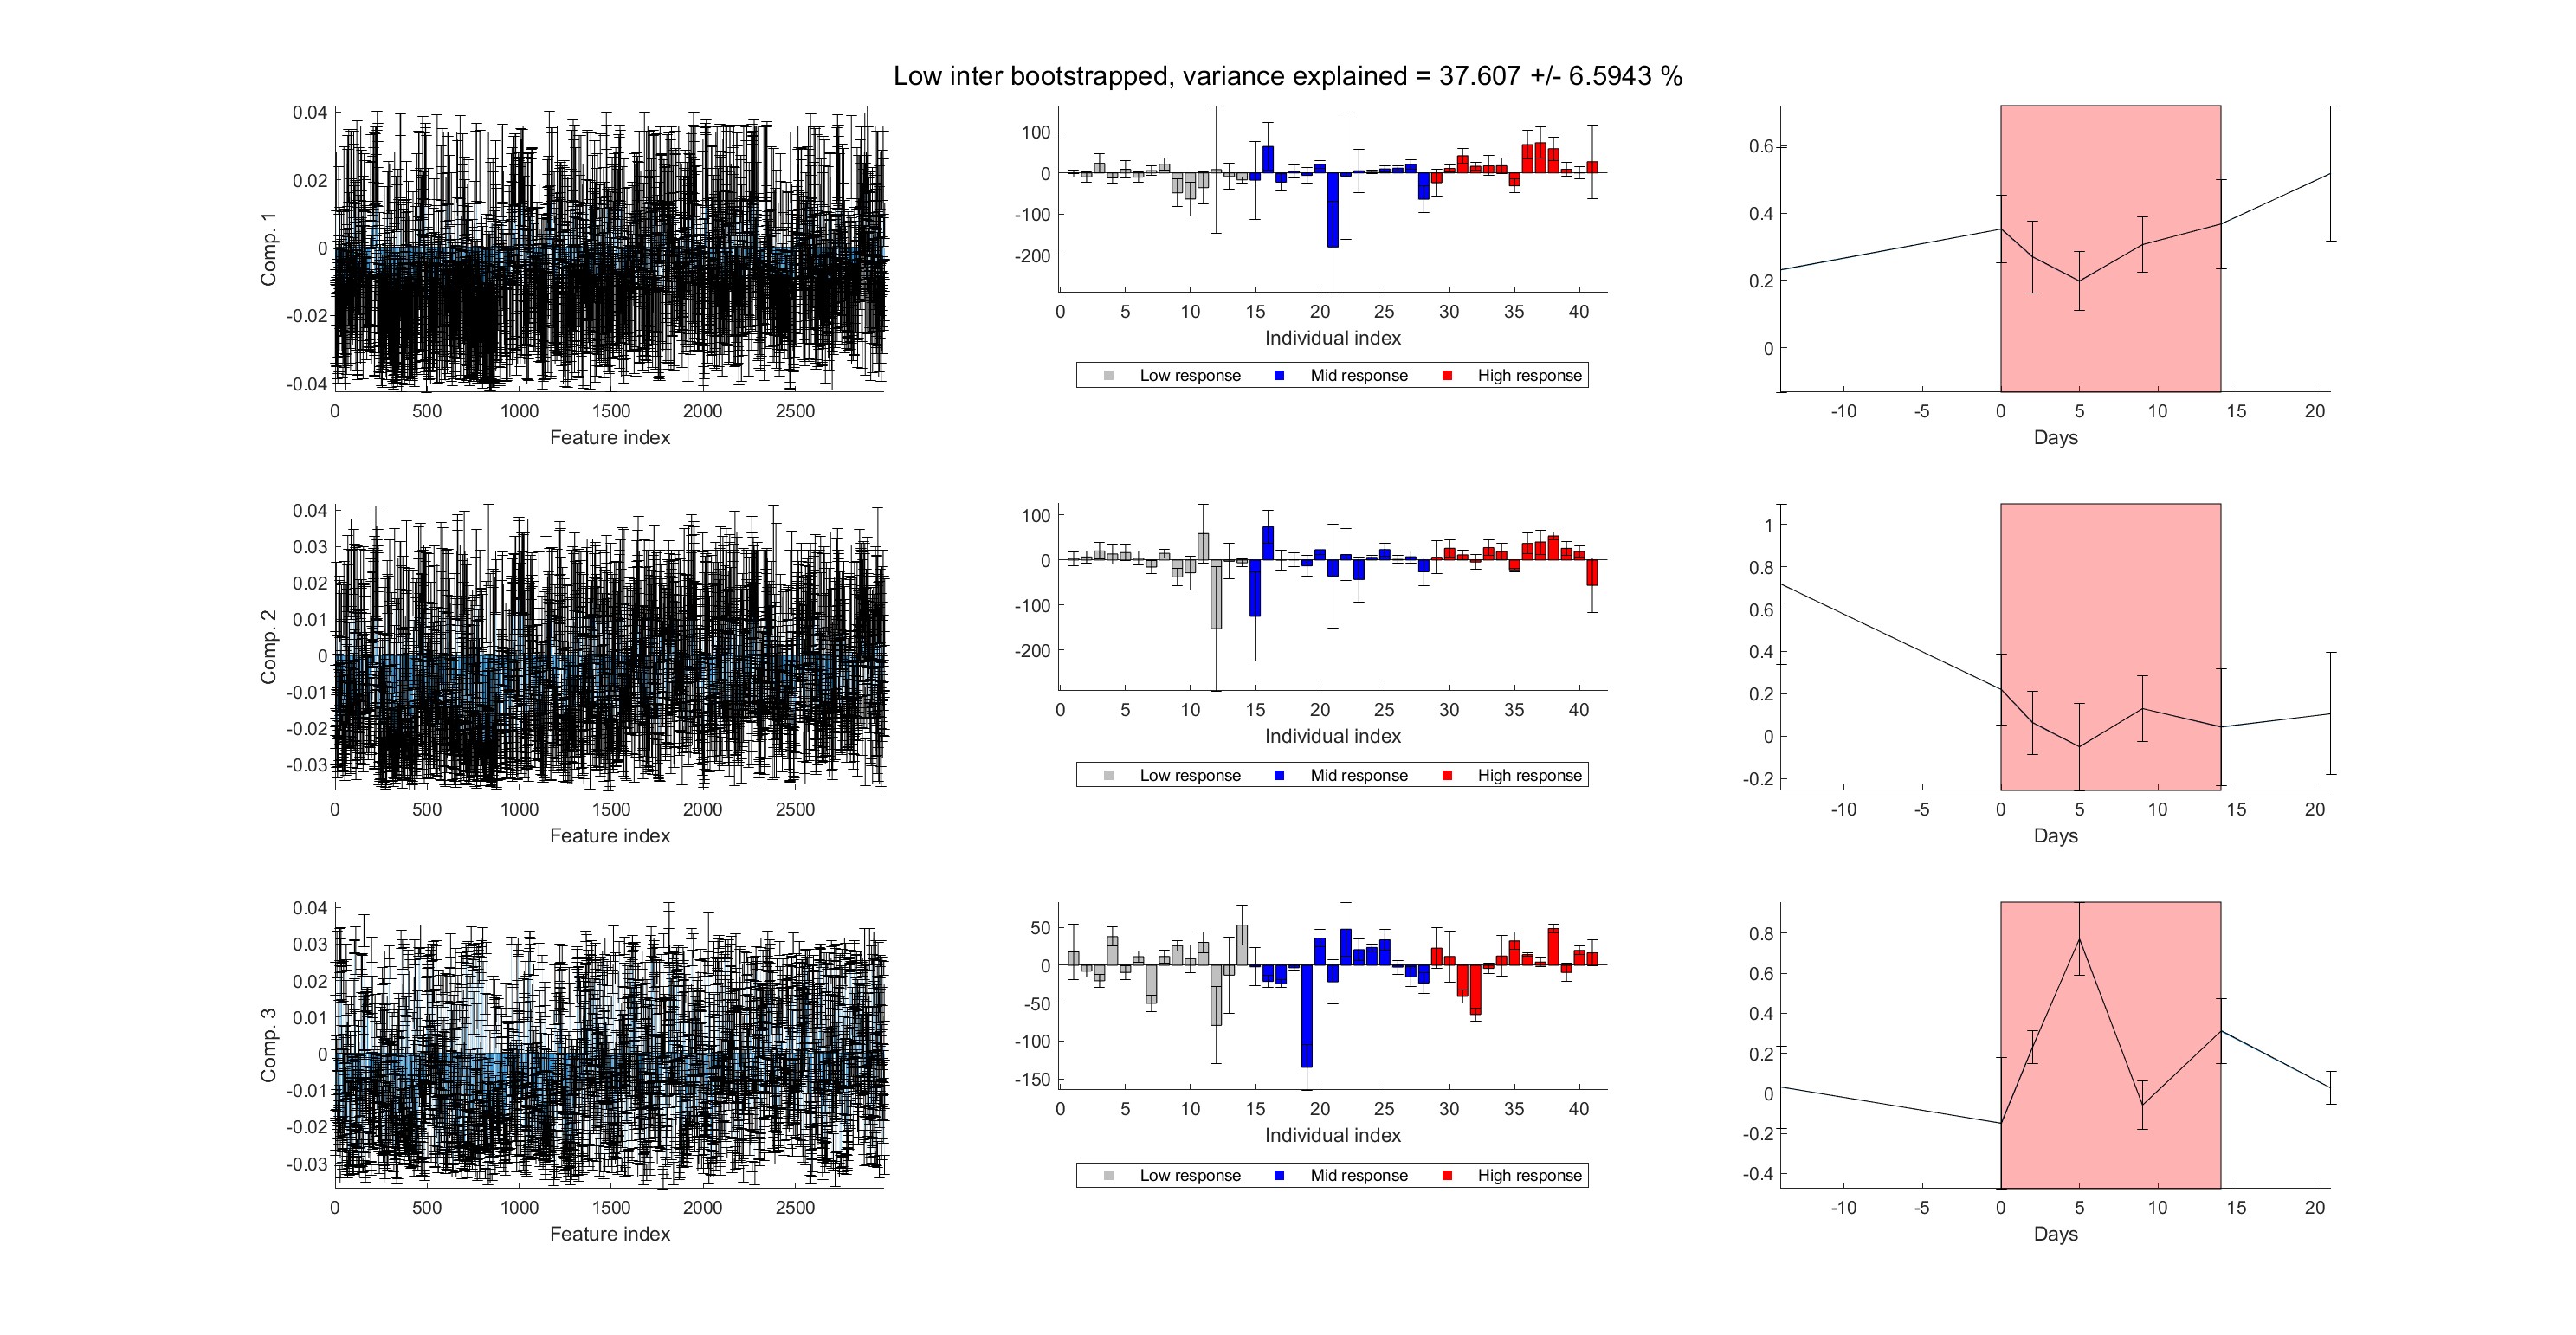 Low inter bootstrapped, variance explained = 37.607 +/- 6.5943 %
Comp. 1
0.04
0.02
0
-0.02
-0.04
0 500 1000 1500 2000 2500
Feature index
100
0
-100
-200
0 5 10 15 20 25 30 35 40
Individual index
Low response Mid response High response
0.6
0.4
0.2
0
-10 -5 0 5 10 15 20
Days
Comp. 2
0.04
0.03
0.02
0.01
0
-0.01
-0.02
-0.03
0 500 1000 1500 2000 2500
Feature index
100
0
-100
-200
0 5 10 15 20 25 30 35 40
Individual index
Low response Mid response High response
1
0.8
0.6
0.4
0.2
0
-0.2
-10 -5 0 5 10 15 20
Days
Comp. 3
0.04
0.03
0.02
0.01
0
-0.01
-0.02
-0.03
0 500 1000 1500 2000 2500
Feature index
50
0
-50
-100
-150
0 5 10 15 20 25 30 35 40
Individual index
Low response Mid response High response
0.8
0.6
0.4
0.2
0
-0.2
-0.4
-10 -5 0 5 10 15 20
Days